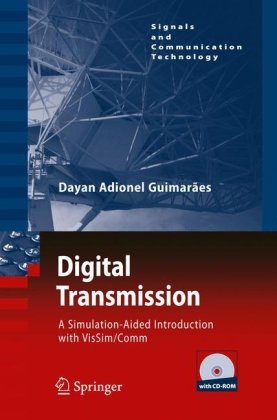 Signals
and
Communication
Technology
Dayan Adionel Guimarães
Digital
Transmission
A Simulation-Aided Introduction
with VisSim/Comm
Springer
with CD-ROM